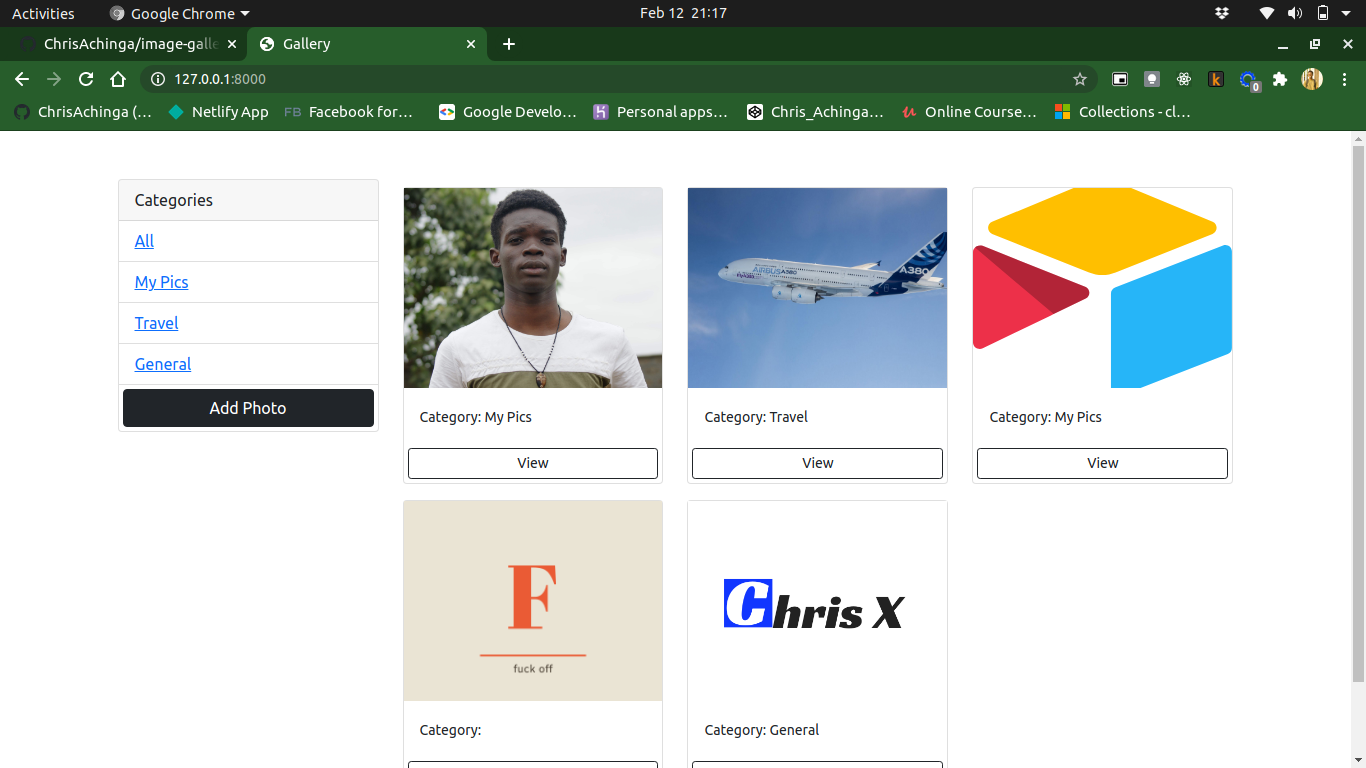 Activities Google Chrome Feb 12 21:17
ChrisAchinga/image-galle Gallery
127.0.0.1:8000
k 0
ChrisAchinga (... Netlify App FB Facebook for... Google Develo... Personal apps... Chris_Achinga... Online Course... Collections - cl...
Categories
All
My Pics
Travel
General
Add Photo
AIRBUS A380
A380
Category: My Pics
View
Category: Travel
View
Category: My Pics
View
F
fuck off
Category:
Chris X
Category: General